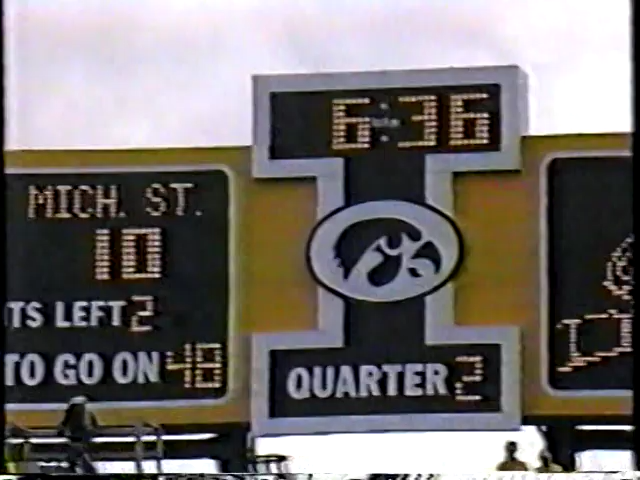 6:36
MICH. ST.
10
TS LEFT 2
TO GO ON 48
QUARTER 2